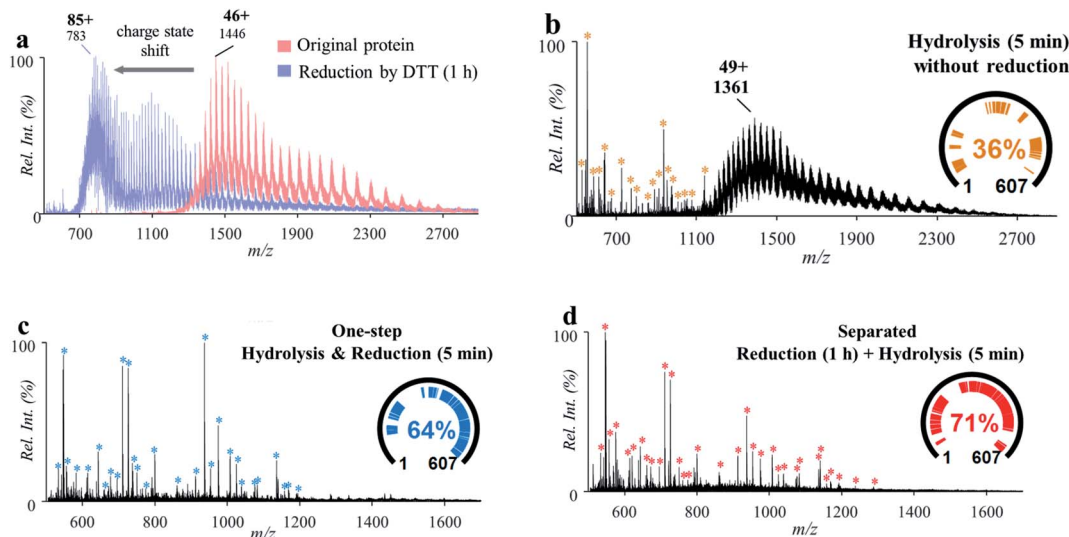 a
85+
783
46+
1446
charge state
shift
Original protein
Reduction by DTT (1 h)
100
Rel. Int. (%)
0
700 1100 1500 1900 2300 2700
m/z
b
Hydrolysis (5 min)
without reduction
100
49+
1361
36%
1 607
Rel. Int. (%)
0
700 1100 1500 1900 2300 2700
m/z
c
One-step
Hydrolysis & Reduction (5 min)
100
64%
1 607
Rel. Int. (%)
0
600 800 1000 1200 1400 1600
m/z
d
Separated
Reduction (1 h) + Hydrolysis (5 min)
100
71%
1 607
Rel. Int. (%)
0
600 800 1000 1200 1400 1600
m/z